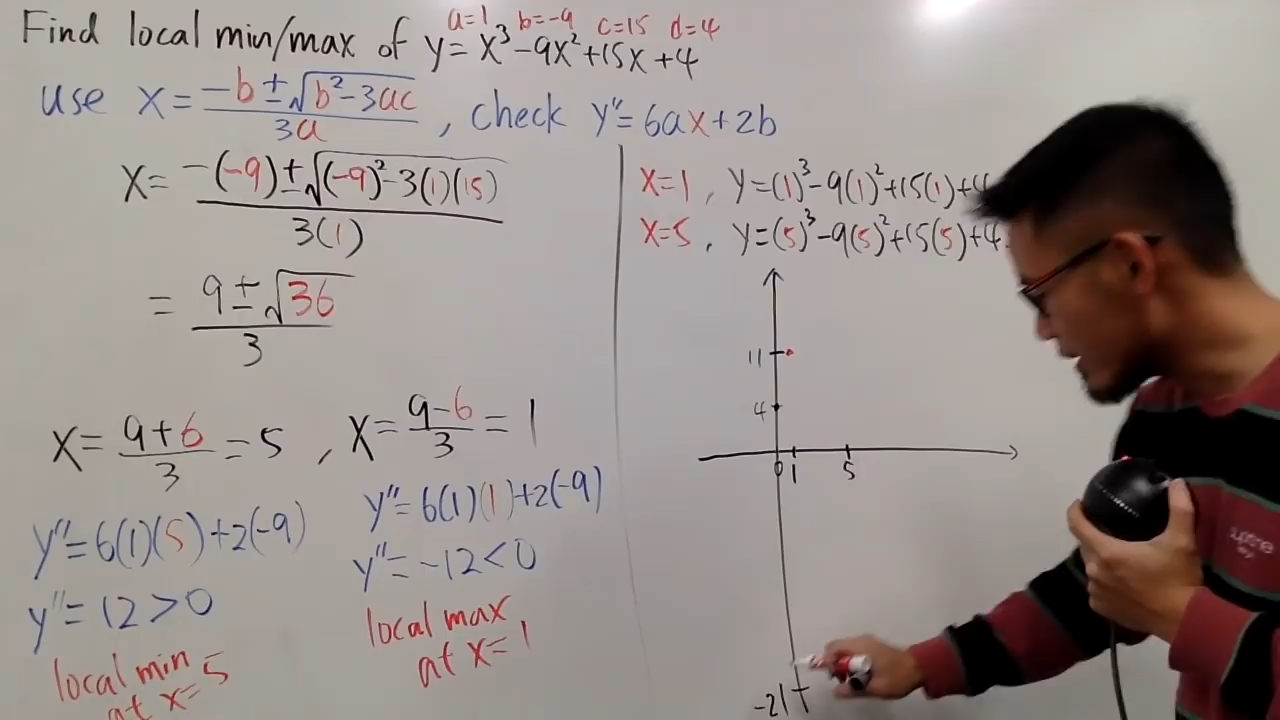 a=1 b=-9 c=15 d=4
Find local min/max of y=x³-9x²+15x+4
use x=(-b±√(b²-3ac))/(3a), check y''=6ax+2b
x=(-(-9)±√((-9)²-3(1)(15)))/(3(1))
=(9±√36)/3
x=(9+6)/3=5, x=(9-6)/3=1
y''=6(1)(5)+2(-9)
y''=12>0
local min
at x=5
y''=6(1)(1)+2(-9)
y''=-12<0
local max
at x=1
x=1, y=(1)³-9(1)²+15(1)+4
x=5, y=(5)³-9(5)²+15(5)+4
11
4
0 1 5
-21